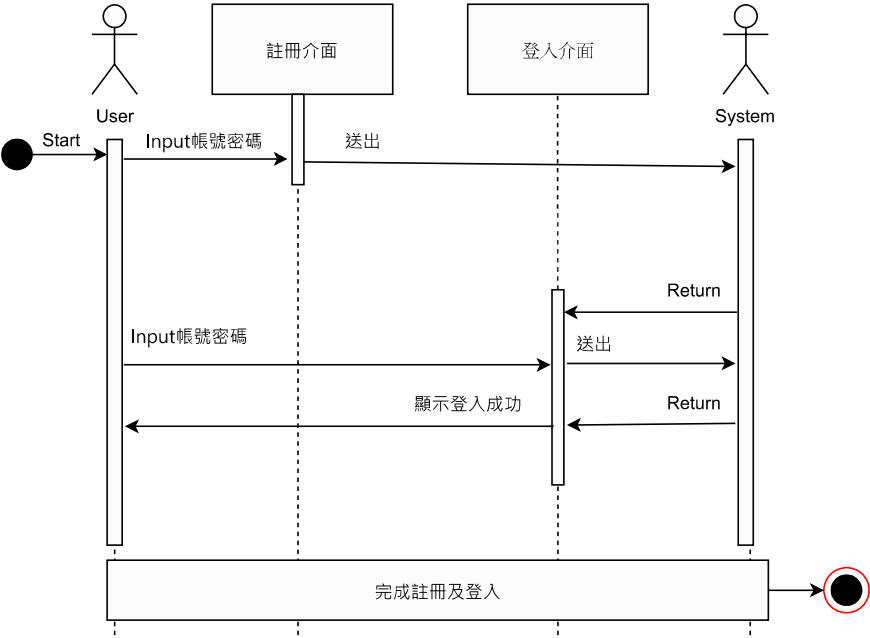 註冊介面
登入介面
User
System
Start
Input帳號密碼
送出
Return
Input帳號密碼
送出
顯示登入成功
Return
完成註冊及登入